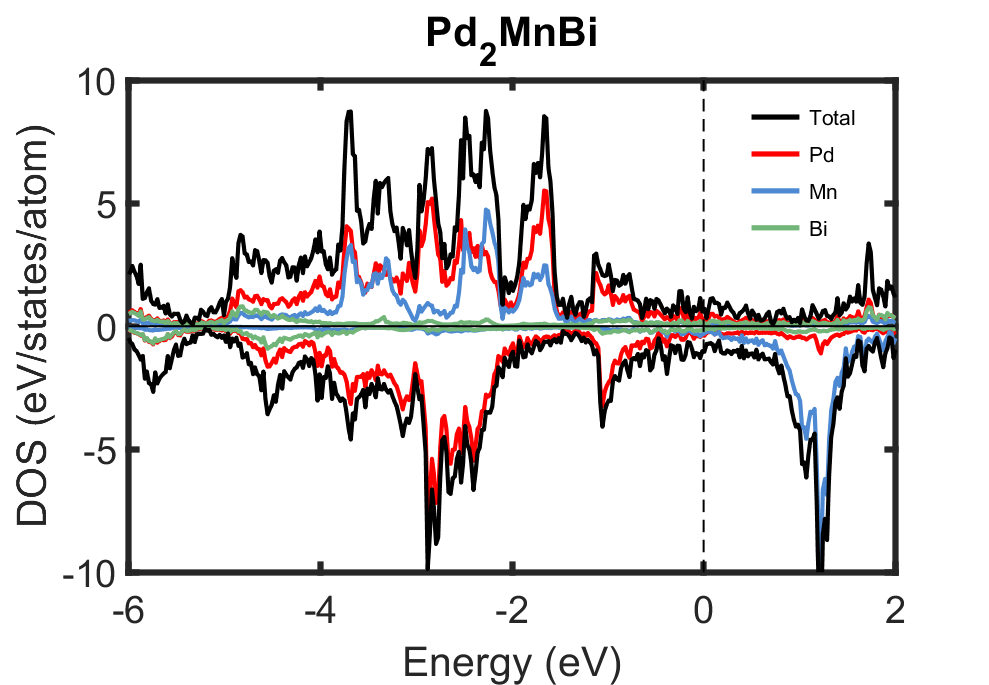 Pd₂MnBi
10
5
0
-5
-10
DOS (eV/states/atom)
Total
Pd
Mn
Bi
-6 -4 -2 0 2
Energy (eV)